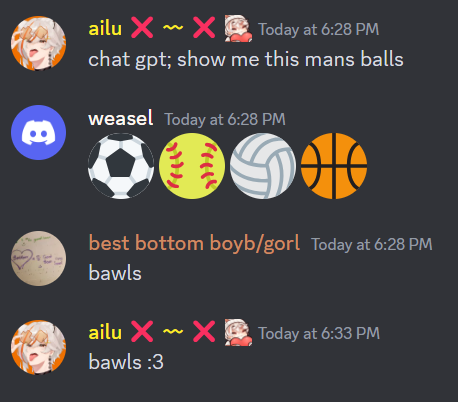 ailu ❌ 〰 ❌ Today at 6:28 PM
chat gpt; show me this mans balls
weasel Today at 6:28 PM
⚽🥎🏐🏀
best bottom boyb/gorl Today at 6:28 PM
bawls
ailu ❌ 〰 ❌ Today at 6:33 PM
bawls :3